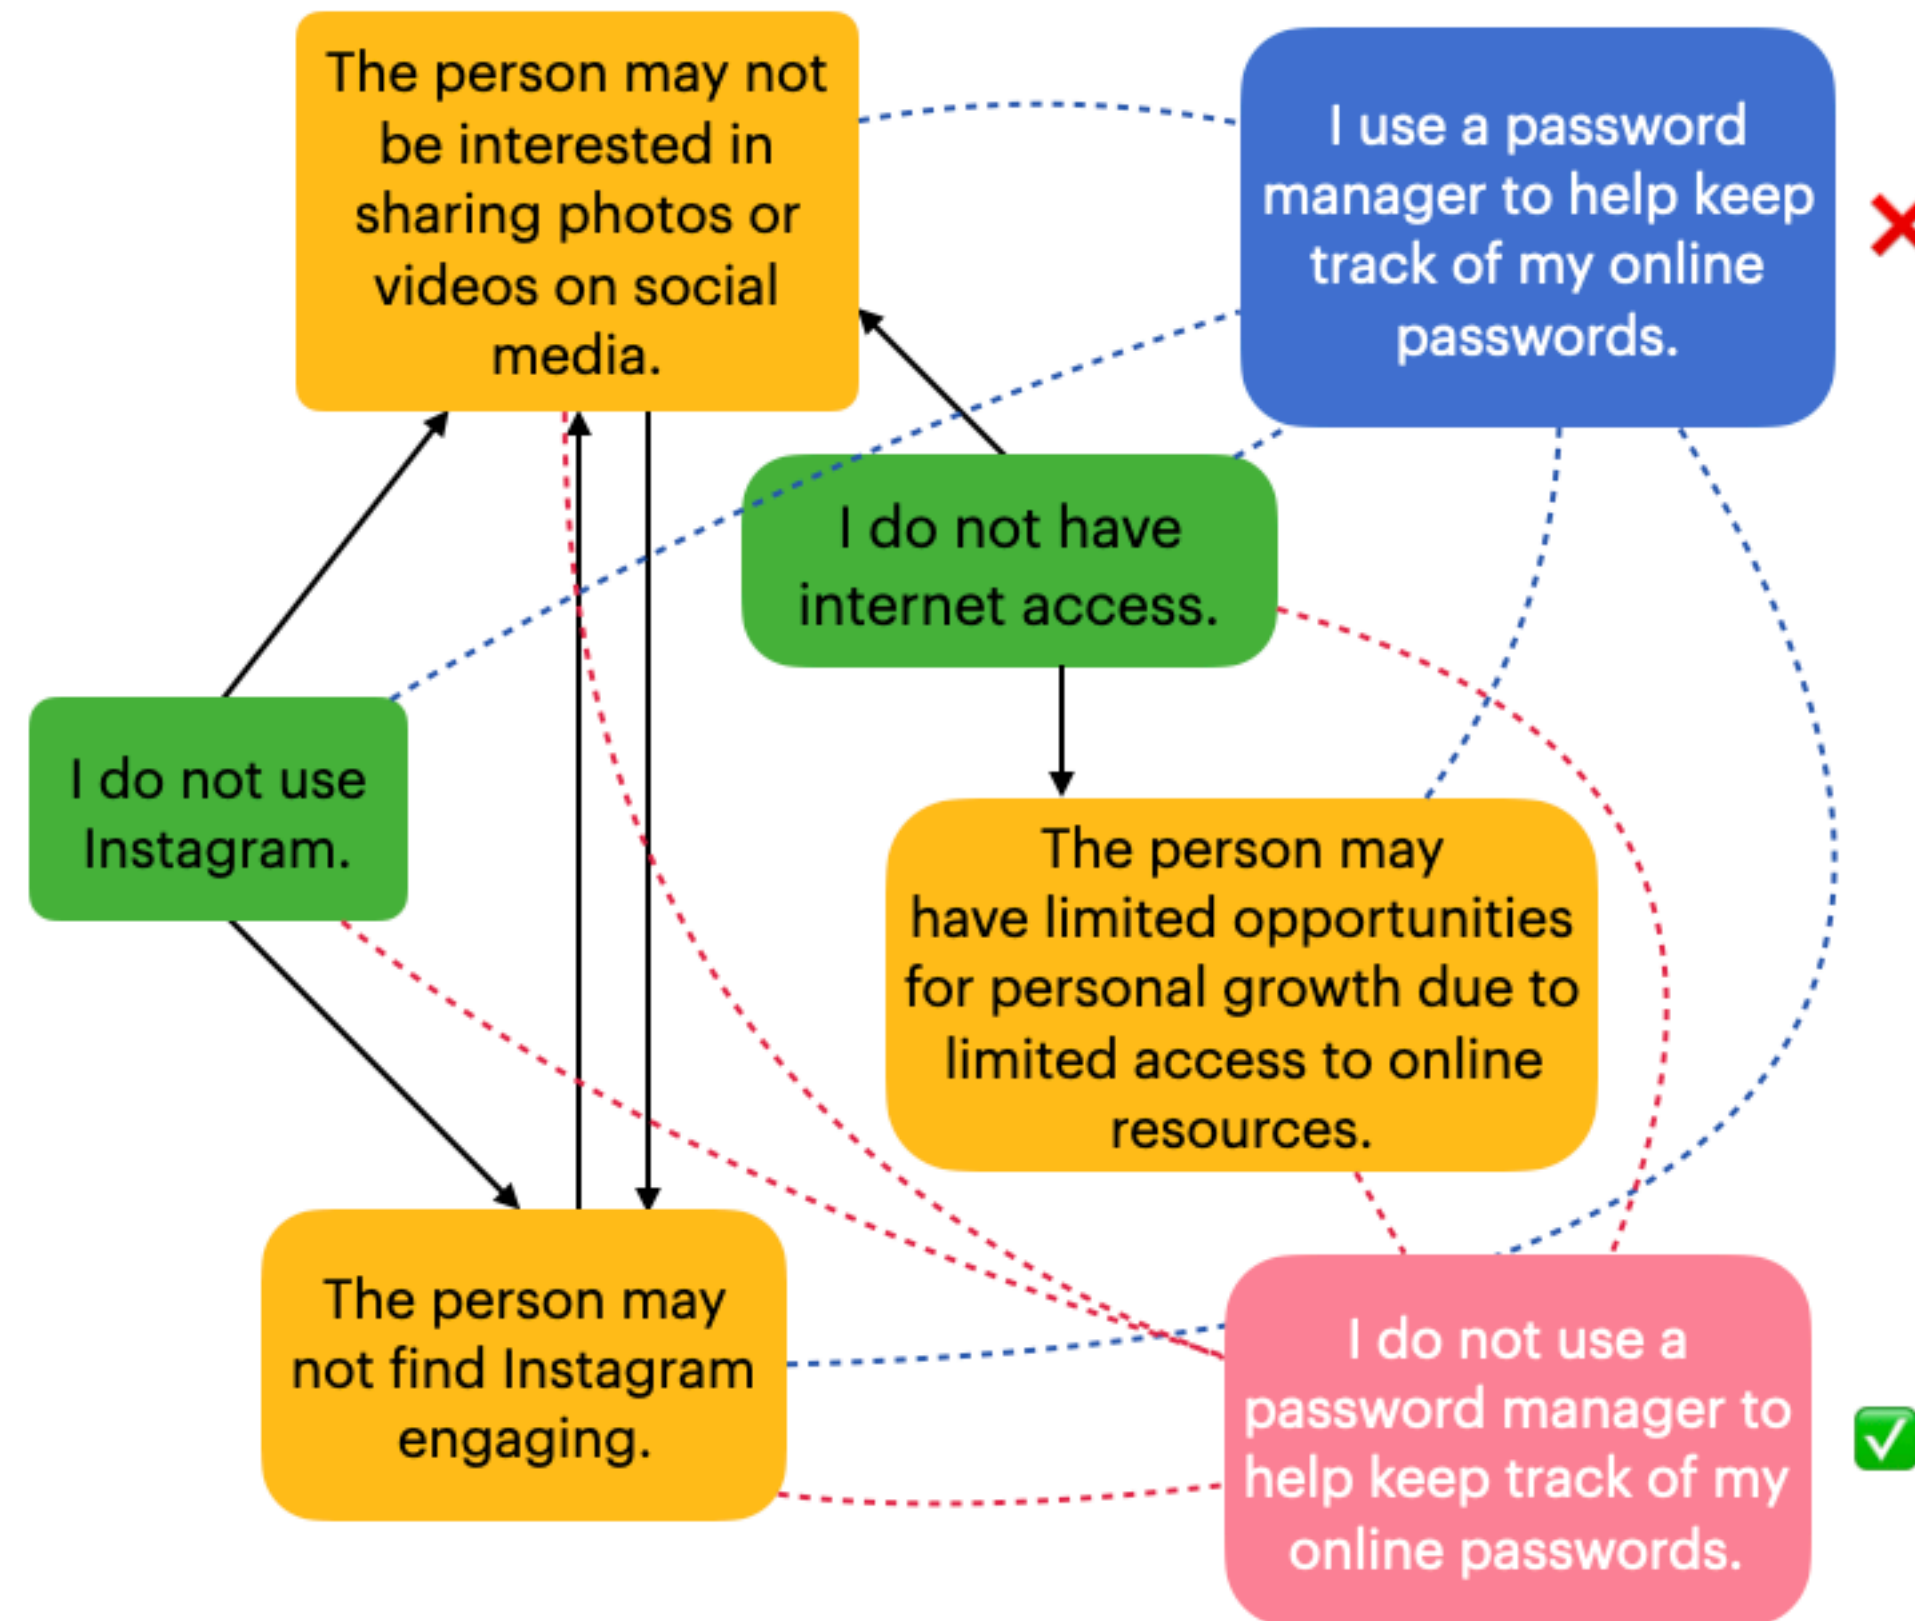 The person may not
be interested in
sharing photos or
videos on social
media.
I use a password
manager to help keep
track of my online
passwords.
I do not have
internet access.
I do not use
Instagram.
The person may
have limited opportunities
for personal growth due to
limited access to online
resources.
The person may
not find Instagram
engaging.
I do not use a
password manager to
help keep track of my
online passwords.